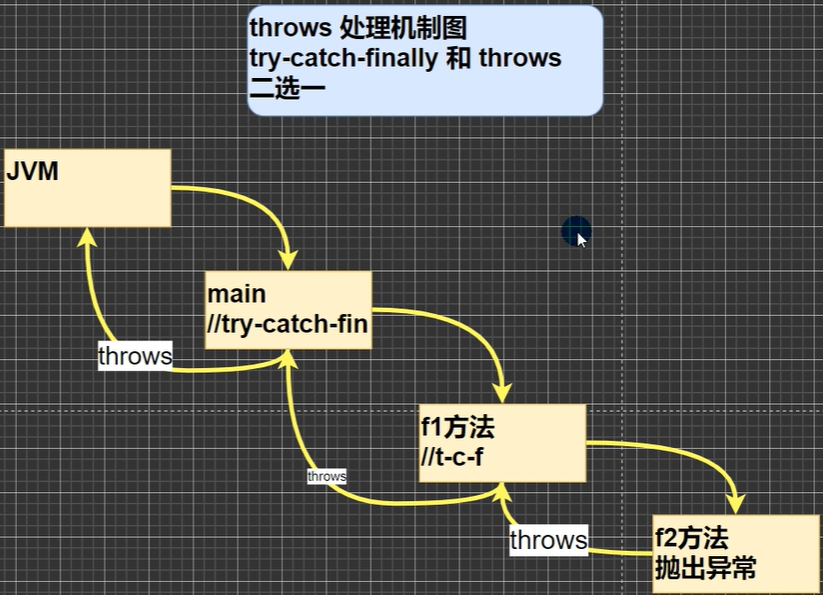 throws 处理机制图
try-catch-finally 和 throws
二选一
JVM
main
//try-catch-fin
throws
f1方法
//t-c-f
throws
throws
f2方法
抛出异常